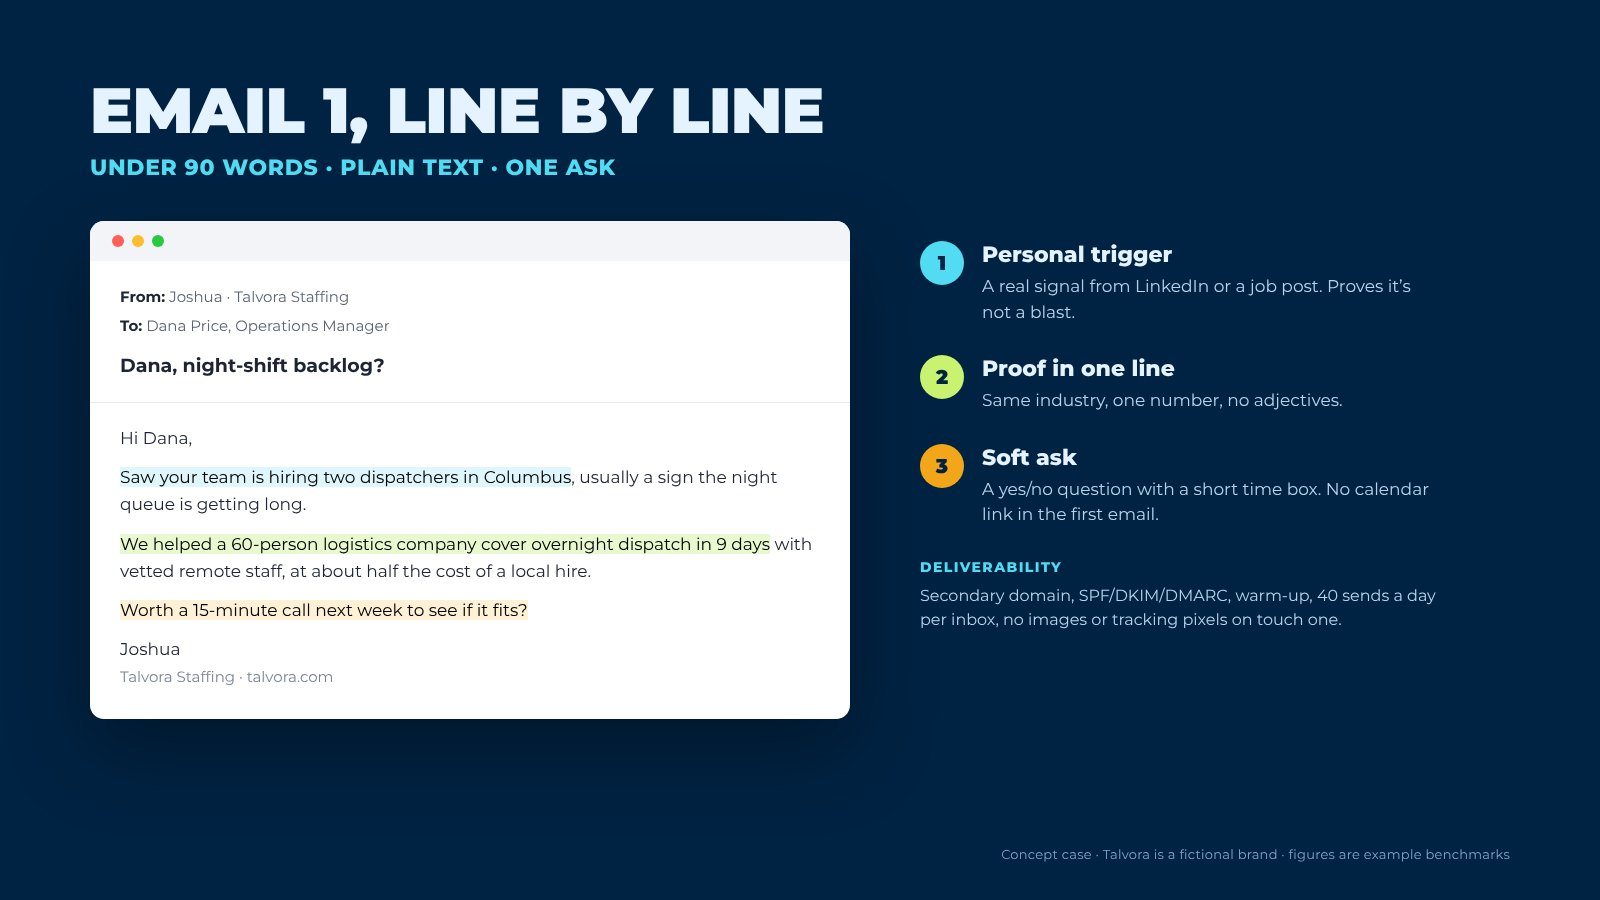 EMAIL 1, LINE BY LINE
UNDER 90 WORDS · PLAIN TEXT · ONE ASK
From: Joshua · Talvora Staffing
To: Dana Price, Operations Manager
Dana, night-shift backlog?
Hi Dana,
Saw your team is hiring two dispatchers in Columbus, usually a sign the night
queue is getting long.
We helped a 60-person logistics company cover overnight dispatch in 9 days with
vetted remote staff, at about half the cost of a local hire.
Worth a 15-minute call next week to see if it fits?
Joshua
Talvora Staffing · talvora.com
1
Personal trigger
A real signal from LinkedIn or a job post. Proves it’s
not a blast.
2
Proof in one line
Same industry, one number, no adjectives.
3
Soft ask
A yes/no question with a short time box. No calendar
link in the first email.
DELIVERABILITY
Secondary domain, SPF/DKIM/DMARC, warm-up, 40 sends a day
per inbox, no images or tracking pixels on touch one.
Concept case · Talvora is a fictional brand · figures are example benchmarks